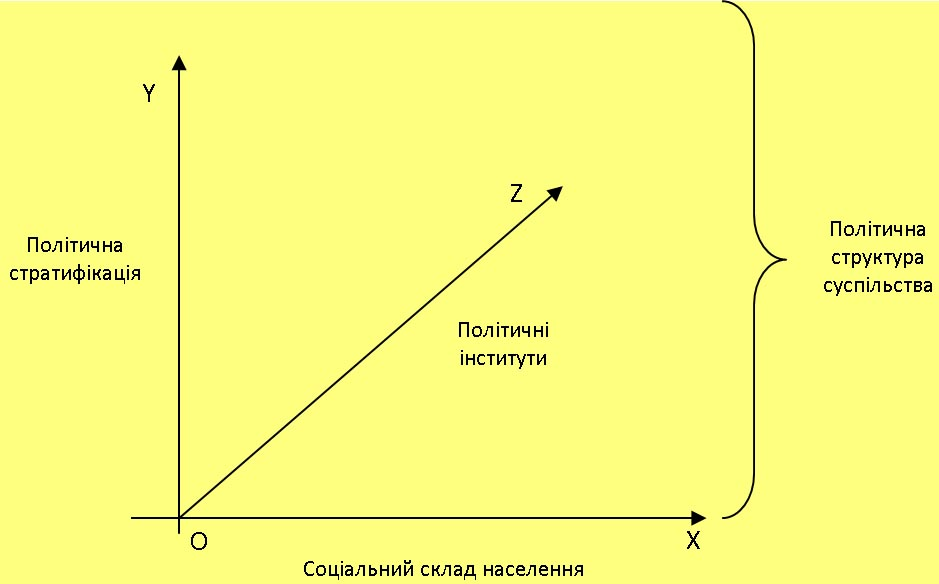 Y
Z
Політична
стратифікація
Політичні
інститути
Політична
структура
суспільства
O
X
Соціальний склад населення